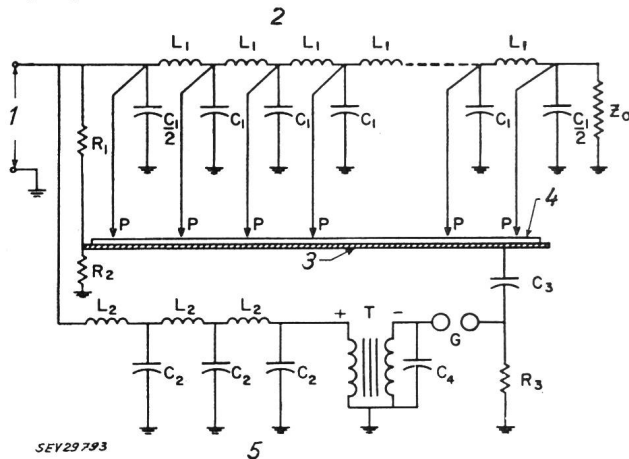 2
L₁ L₁ L₁ L₁ L₁
1
R₁ C₁/2 C₁ C₁ C₁ C₁ C₁/2 Z₀
P P P P P P 4
3
R₂
C₃
L₂ L₂ L₂
+ T -
G
C₂ C₂ C₂ C₄ R₃
SEV29793
5